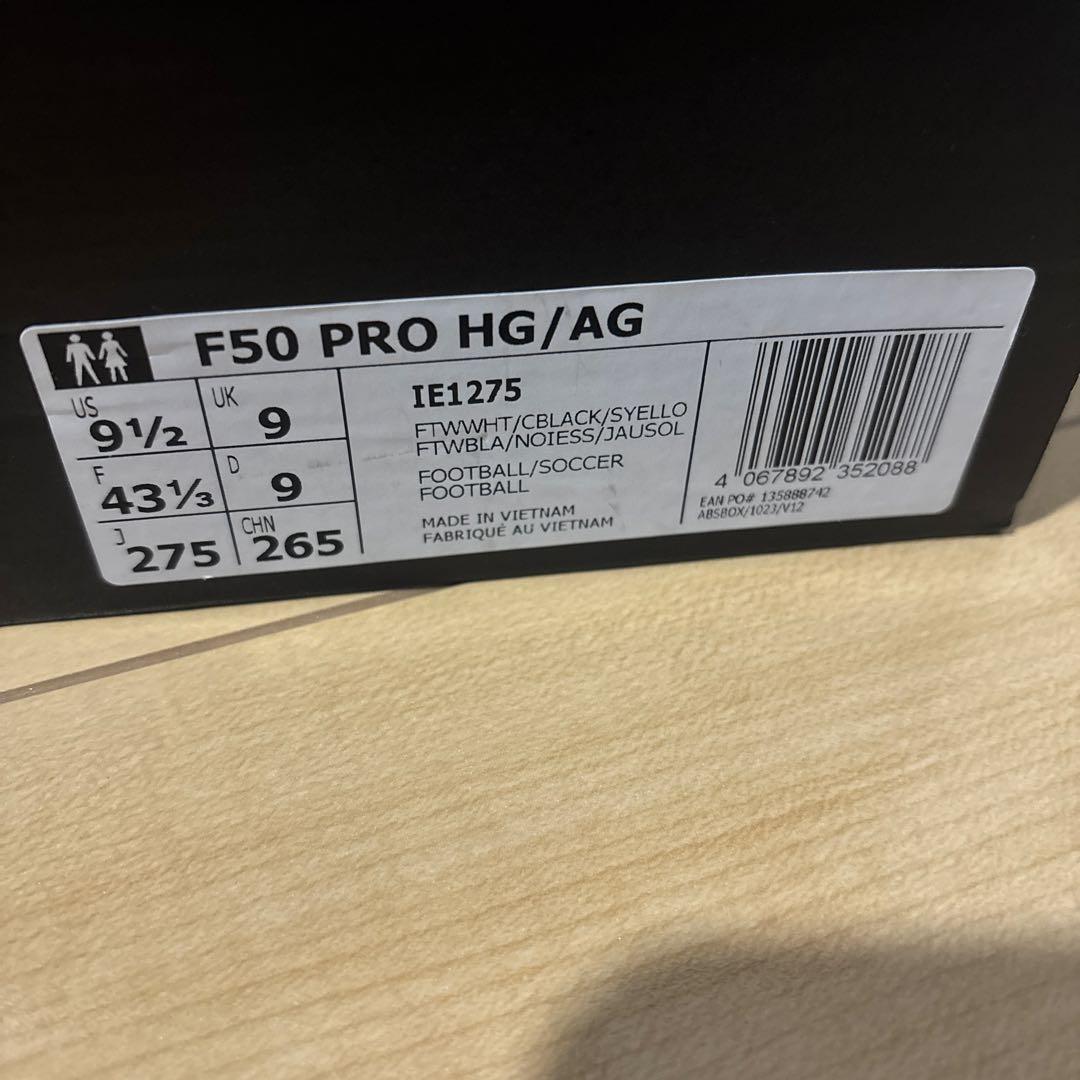 F50 PRO HG/AG
US
9½
UK
9
F
43⅓
D
9
J
275
CHN
265
IE1275
FTWWHT/CBLACK/SYELLO
FTWBLA/NOIESS/JAUSOL
FOOTBALL/SOCCER
FOOTBALL
MADE IN VIETNAM
FABRIQUÉ AU VIETNAM
4 067892 352088
EAN PO# 135888742
ABSBOX/1023/V12